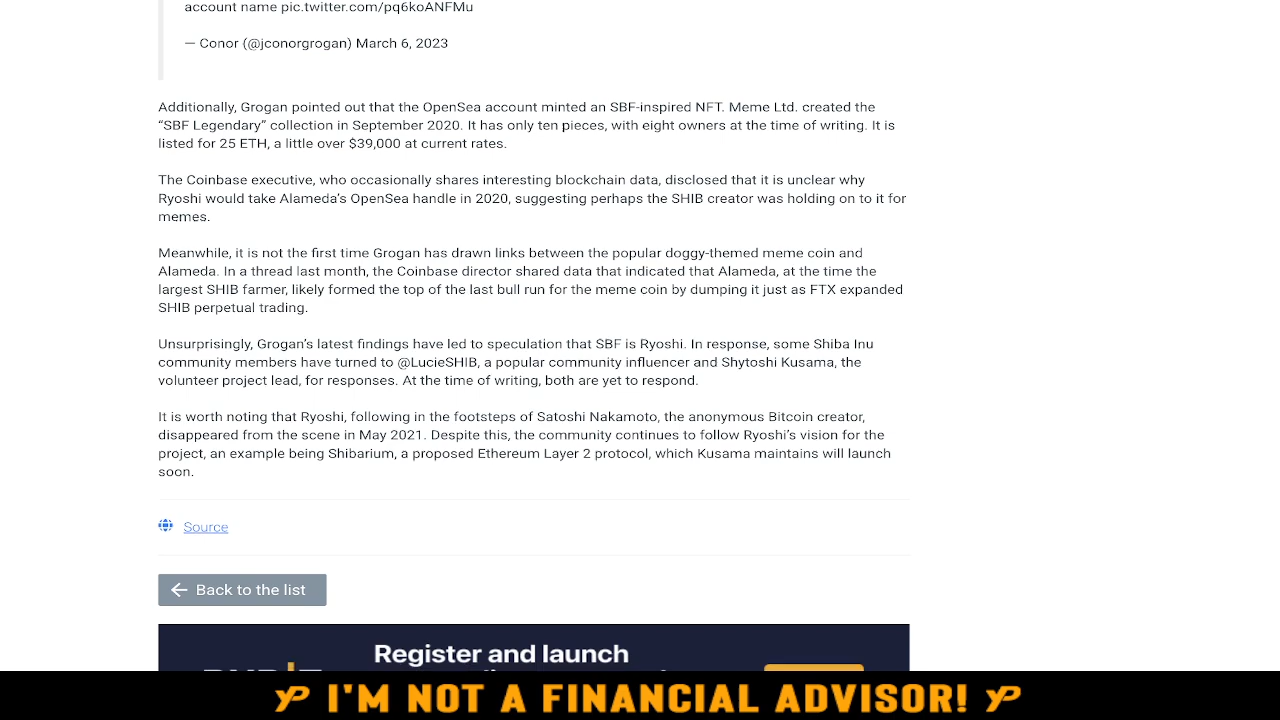 account name pic.twitter.com/pq6koANFMu
— Conor (@jconorgrogan) March 6, 2023
Additionally, Grogan pointed out that the OpenSea account minted an SBF-inspired NFT. Meme Ltd. created the
“SBF Legendary” collection in September 2020. It has only ten pieces, with eight owners at the time of writing. It is
listed for 25 ETH, a little over $39,000 at current rates.
The Coinbase executive, who occasionally shares interesting blockchain data, disclosed that it is unclear why
Ryoshi would take Alameda’s OpenSea handle in 2020, suggesting perhaps the SHIB creator was holding on to it for
memes.
Meanwhile, it is not the first time Grogan has drawn links between the popular doggy-themed meme coin and
Alameda. In a thread last month, the Coinbase director shared data that indicated that Alameda, at the time the
largest SHIB farmer, likely formed the top of the last bull run for the meme coin by dumping it just as FTX expanded
SHIB perpetual trading.
Unsurprisingly, Grogan’s latest findings have led to speculation that SBF is Ryoshi. In response, some Shiba Inu
community members have turned to @LucieSHIB, a popular community influencer and Shytoshi Kusama, the
volunteer project lead, for responses. At the time of writing, both are yet to respond.
It is worth noting that Ryoshi, following in the footsteps of Satoshi Nakamoto, the anonymous Bitcoin creator,
disappeared from the scene in May 2021. Despite this, the community continues to follow Ryoshi’s vision for the
project, an example being Shibarium, a proposed Ethereum Layer 2 protocol, which Kusama maintains will launch
soon.
Source
Back to the list
Register and launch
I'M NOT A FINANCIAL ADVISOR!